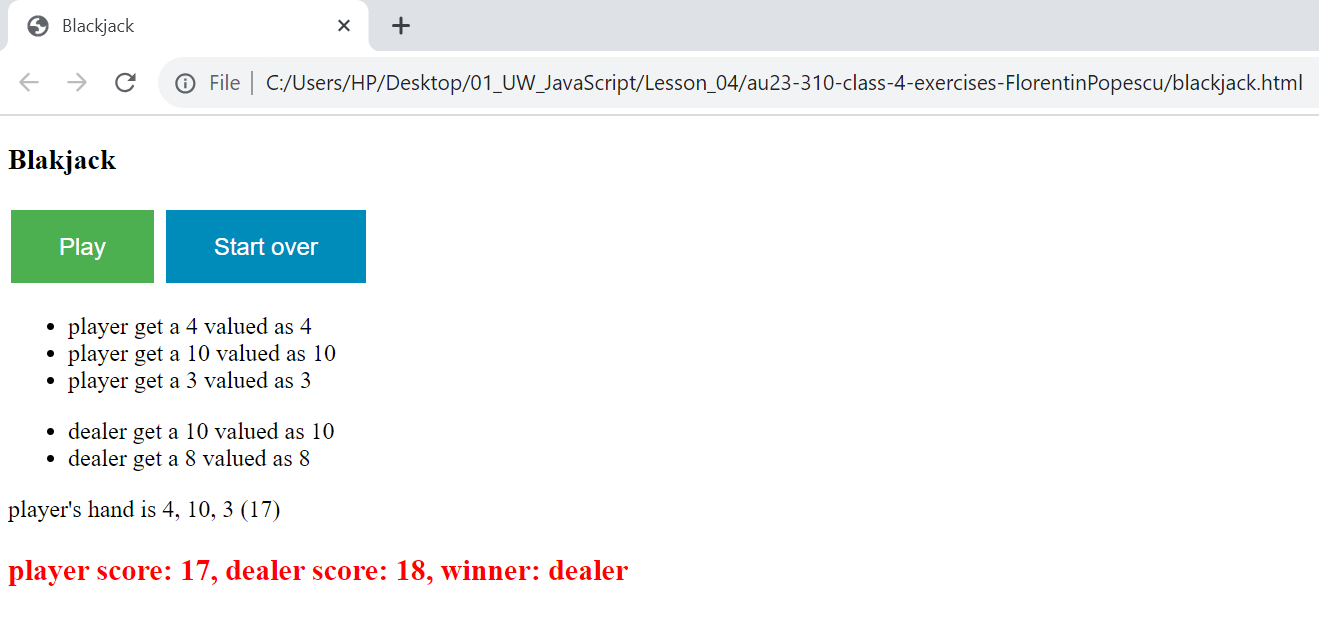 Blackjack
File C:/Users/HP/Desktop/01_UW_JavaScript/Lesson_04/au23-310-class-4-exercises-FlorentinPopescu/blackjack.html
Blakjack
Play Start over
player get a 4 valued as 4
player get a 10 valued as 10
player get a 3 valued as 3
dealer get a 10 valued as 10
dealer get a 8 valued as 8
player's hand is 4, 10, 3 (17)
player score: 17, dealer score: 18, winner: dealer